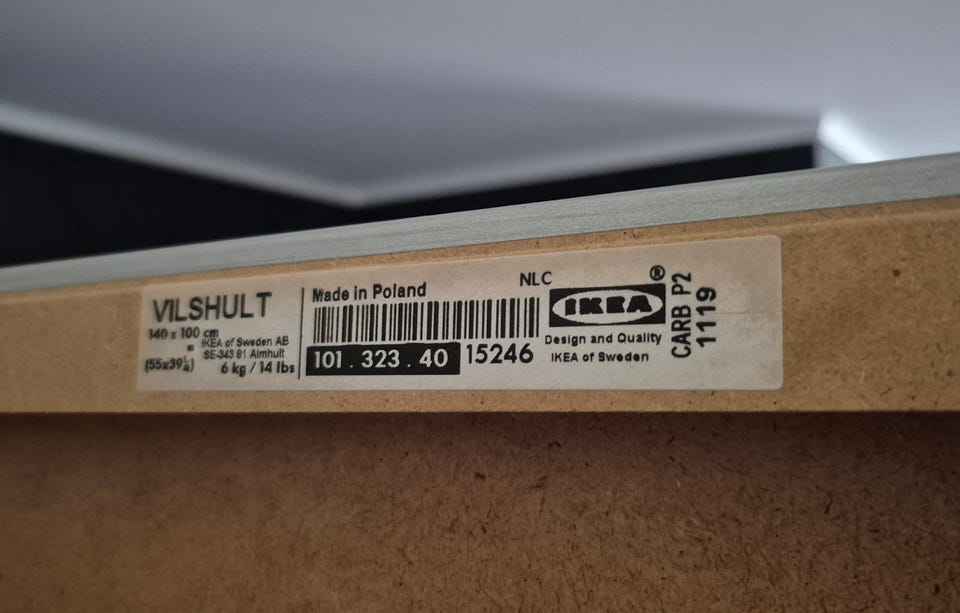 VILSHULT
140 x 100 cm
(55x39¼)
IKEA of Sweden AB
SE-343 81 Älmhult
6 kg / 14 lbs
Made in Poland
NLC
101.323.40
15246
IKEA®
Design and Quality
IKEA of Sweden
CARB P2
1119